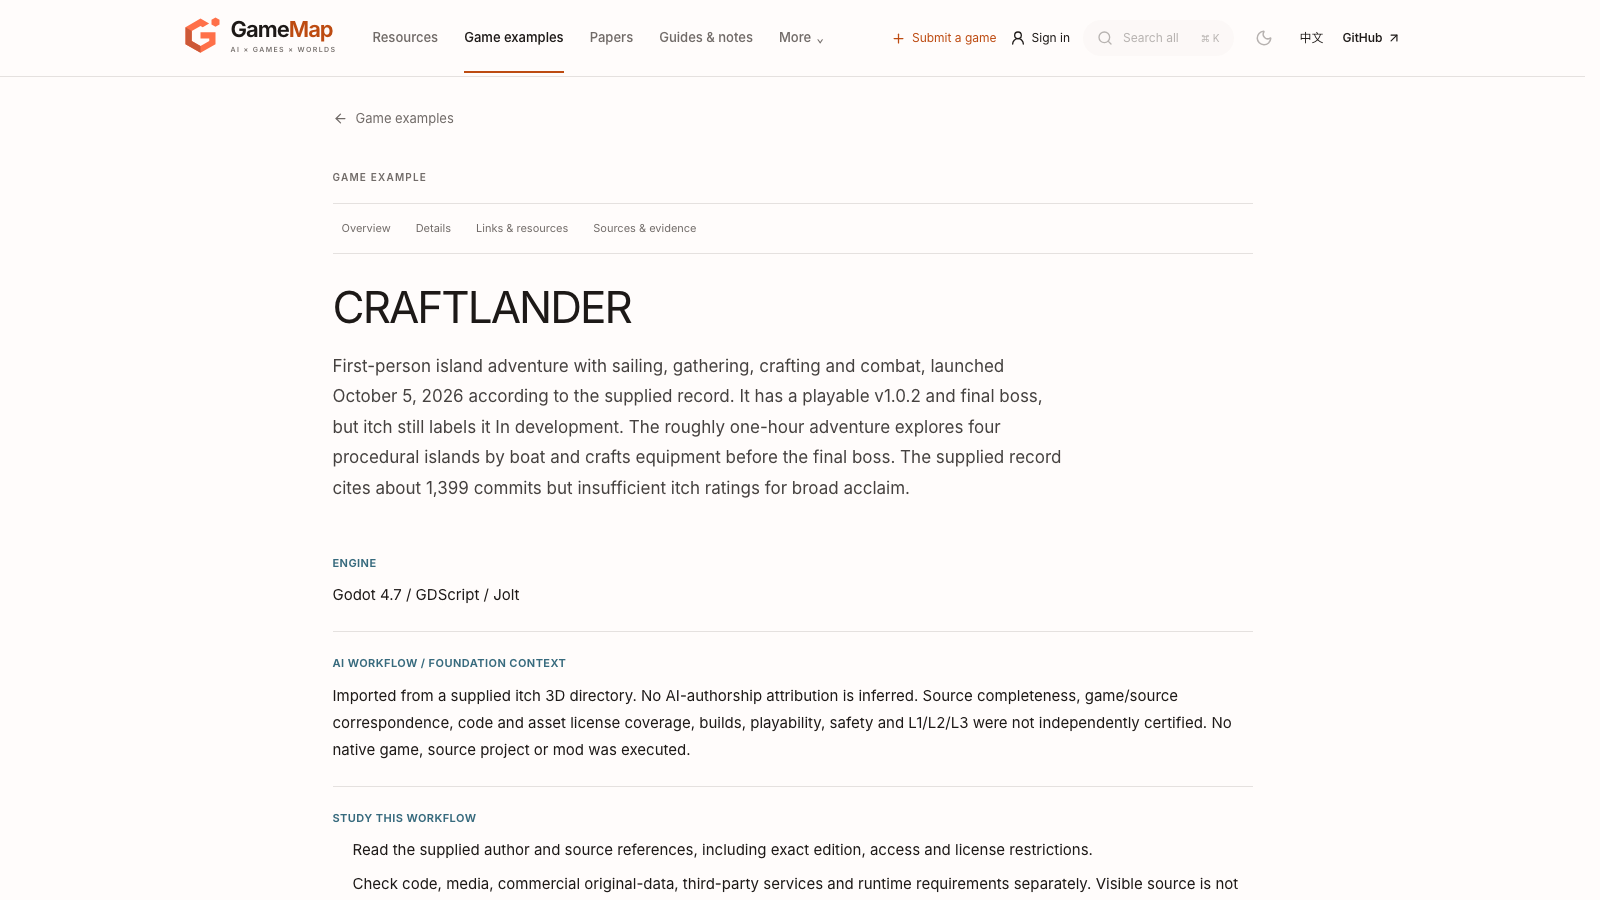 GameMap
AI × GAMES × WORLDS
Resources
Game examples
Papers
Guides & notes
More
Submit a game
Sign in
Search all
⌘ K
中文
GitHub
Game examples
GAME EXAMPLE
Overview
Details
Links & resources
Sources & evidence
CRAFTLANDER
First-person island adventure with sailing, gathering, crafting and combat, launched
October 5, 2026 according to the supplied record. It has a playable v1.0.2 and final boss,
but itch still labels it In development. The roughly one-hour adventure explores four
procedural islands by boat and crafts equipment before the final boss. The supplied record
cites about 1,399 commits but insufficient itch ratings for broad acclaim.
ENGINE
Godot 4.7 / GDScript / Jolt
AI WORKFLOW / FOUNDATION CONTEXT
Imported from a supplied itch 3D directory. No AI-authorship attribution is inferred. Source completeness, game/source
correspondence, code and asset license coverage, builds, playability, safety and L1/L2/L3 were not independently certified. No
native game, source project or mod was executed.
STUDY THIS WORKFLOW
Read the supplied author and source references, including exact edition, access and license restrictions.
Check code, media, commercial original-data, third-party services and runtime requirements separately. Visible source is not